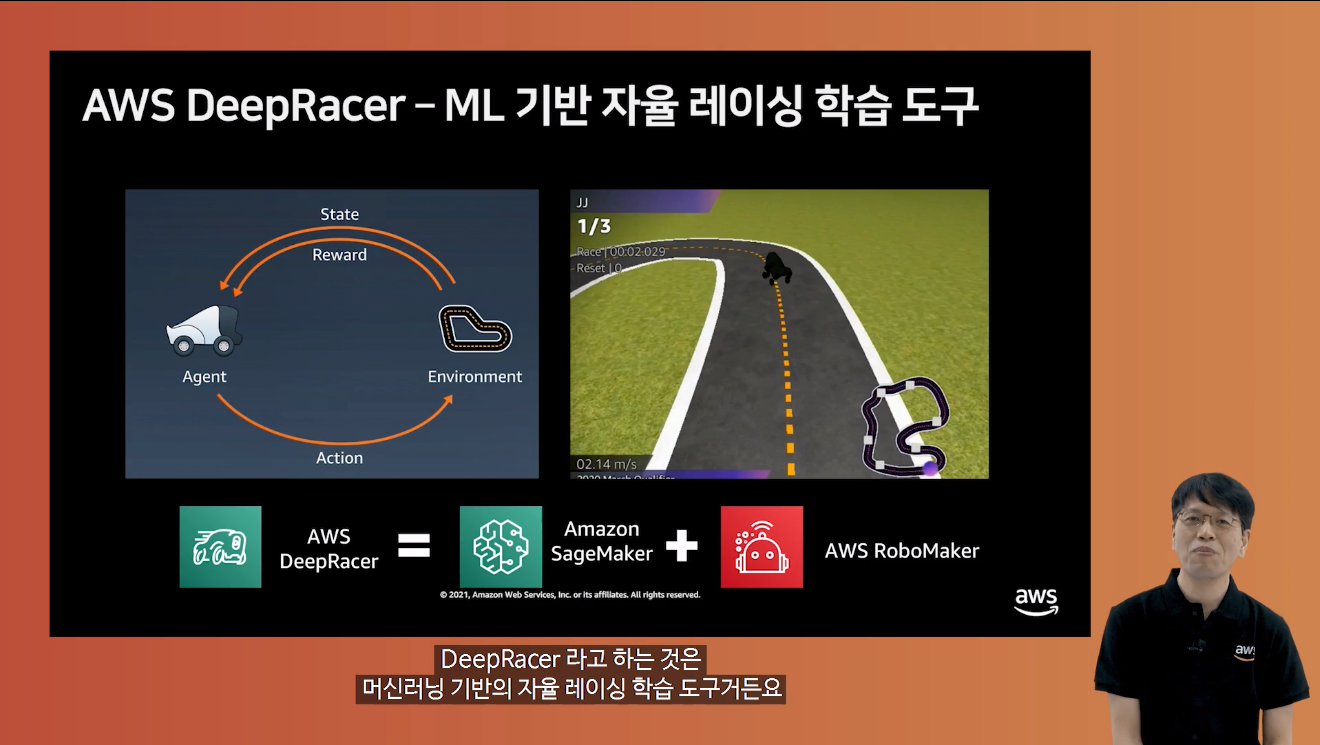 AWS DeepRacer – ML 기반 자율 레이싱 학습 도구
State
Reward
Agent
Environment
Action
JJ
1/3
Race | 00:02.029
Reset | 0
02.14 m/s
2020 March Qualifier
AWS
DeepRacer
=
Amazon
SageMaker
+
AWS RoboMaker
© 2021, Amazon Web Services, Inc. or its affiliates. All rights reserved.
aws
aws
DeepRacer 라고 하는 것은
머신러닝 기반의 자율 레이싱 학습 도구거든요